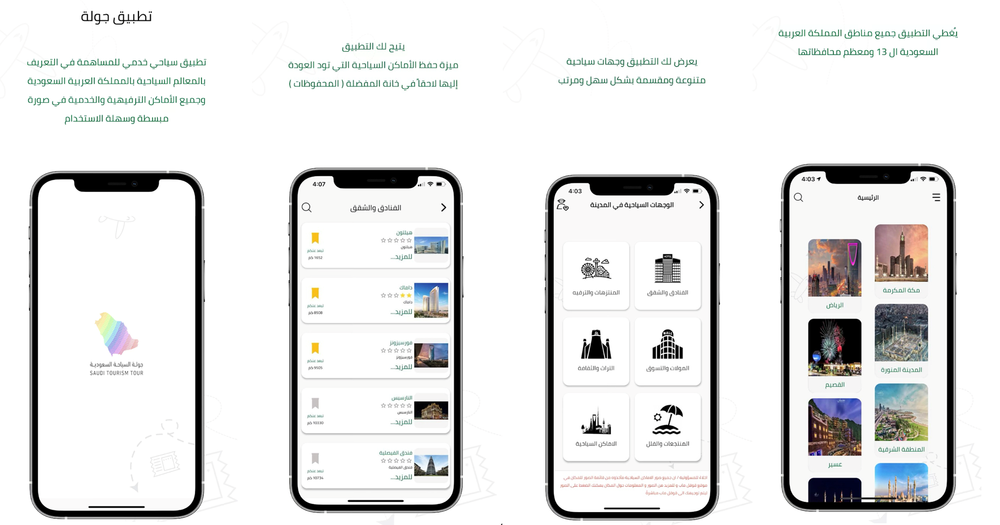 تطبيق جولة
تطبيق سياحي خدمي للمساهمة في التعريف
بالمعالم السياحية بالمملكة العربية السعودية
وجميع الأماكن الترفيهية والخدمية في صورة
مبسطة وسهلة الاستخدام
جولة السياحة السعودية
SAUDI TOURISM TOUR
يتيح لك التطبيق
ميزة حفظ الأماكن السياحية التي تود العودة
إليها لاحقاً في خانة المفضلة ( المحفوظات )
4:07
الفنادق والشقق
هيلتون
هيلتون
للمزيد...
تبعد عنكم
1652 كم
داماك
داماك
للمزيد...
تبعد عنكم
8508 كم
فورسيزونز
فورسيزونز
للمزيد...
تبعد عنكم
9505 كم
النارسيس
النارسيس
للمزيد...
تبعد عنكم
10330 كم
فندق الفيصلية
فندق الفيصلية
للمزيد...
تبعد عنكم
10734 كم
يعرض لك التطبيق وجهات سياحية
متنوعة ومقسمة بشكل سهل ومرتب
4:03
الوجهات السياحية في المدينة
HOTEL
الفنادق والشقق
المنتزهات والترفيه
MALL
المولات والتسوق
التراث والثقافة
المنتجعات والفلل
الاماكن السياحية
اخلاء للمسؤولية / ان جميع صور الاماكن السياحية مأخذوه من قائمة الصور للمكان في
موقع قوقل ماب و للمزيد من الصور و المعلومات حول المكان يمكنك الضغط على الصور
ليتم توجيهك الى قوقل ماب مباشرةً
يُغطي التطبيق جميع مناطق المملكة العربية
السعودية ال 13 ومعظم محافظاتها
4:03
الرئيسية
مكة المكرمة
الرياض
المدينة المنورة
القصيم
المنطقة الشرقية
عسير